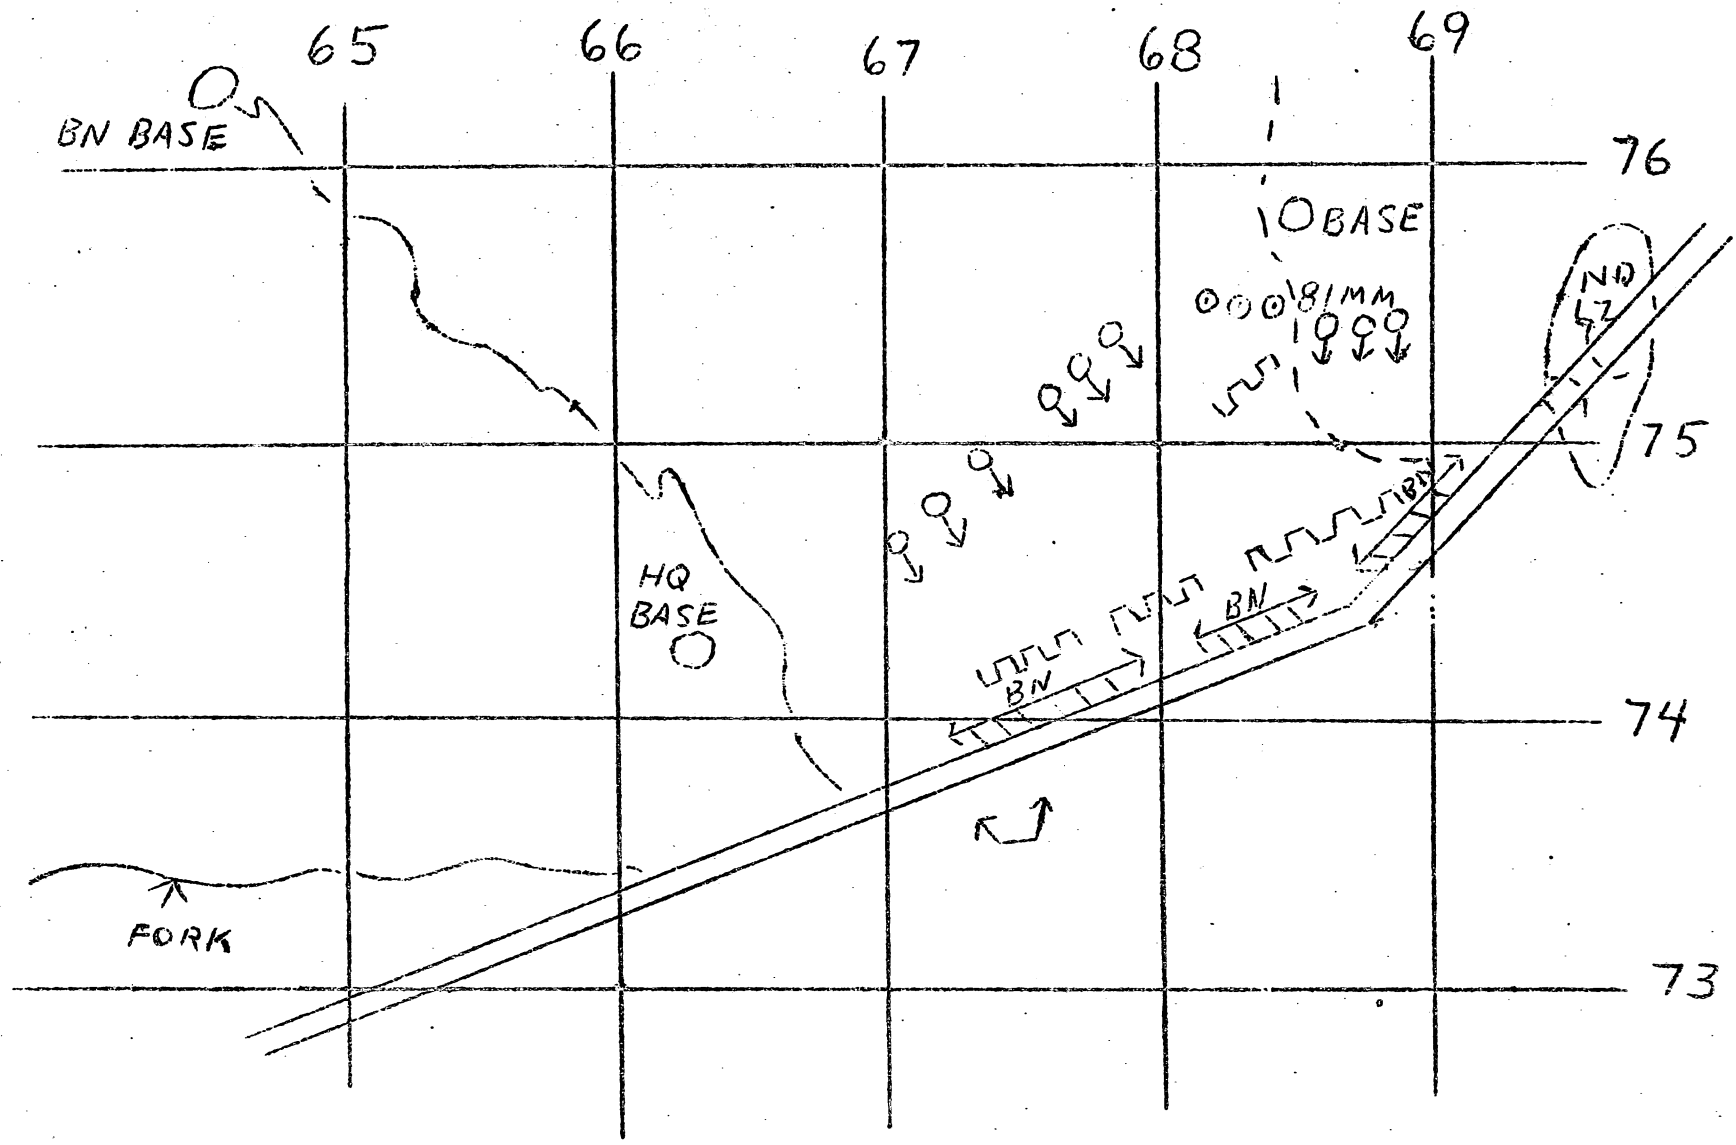 65 66 67 68 69
BN BASE
76
BASE
ND
LZ
81MM
75
BN
HQ
BASE
BN
BN
74
FORK
73